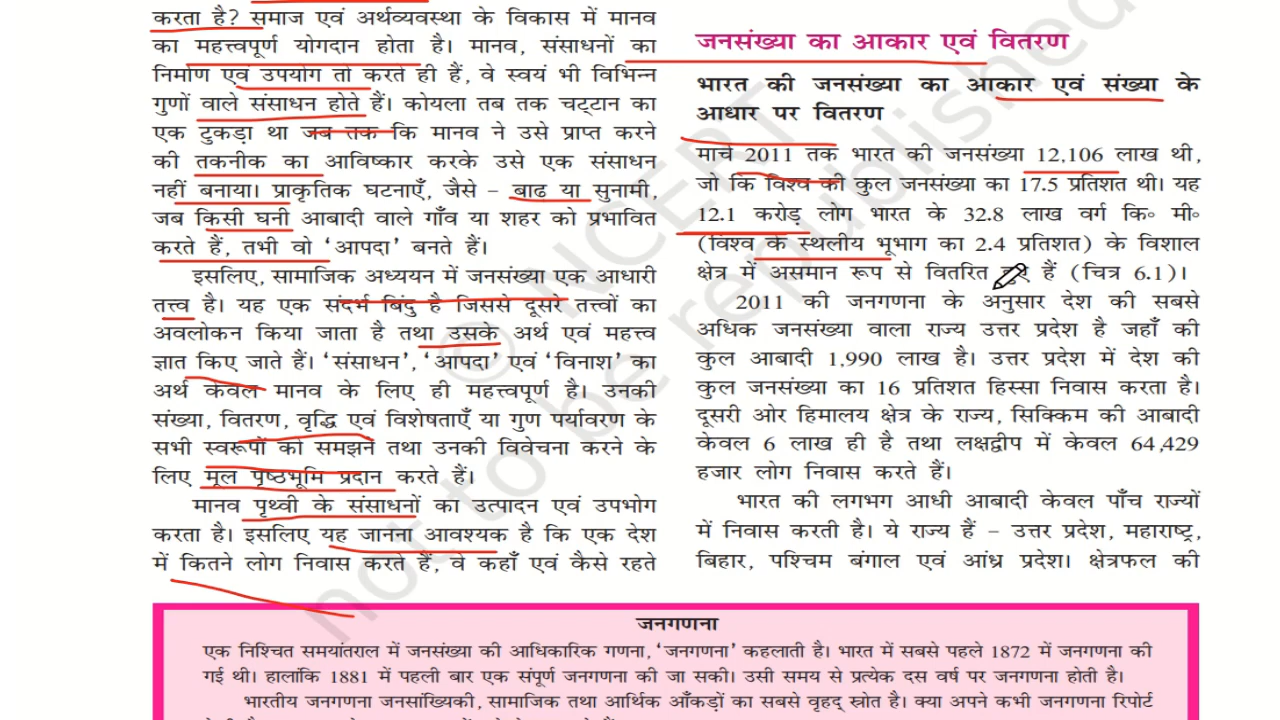 करता है? समाज एवं अर्थव्यवस्था के विकास में मानव
का महत्त्वपूर्ण योगदान होता है। मानव, संसाधनों का
निर्माण एवं उपयोग तो करते ही हैं, वे स्वयं भी विभिन्न
गुणों वाले संसाधन होते हैं। कोयला तब तक चट्टान का
एक टुकड़ा था जब तक कि मानव ने उसे प्राप्त करने
की तकनीक का आविष्कार करके उसे एक संसाधन
नहीं बनाया। प्राकृतिक घटनाएँ, जैसे – बाढ या सुनामी,
जब किसी घनी आबादी वाले गाँव या शहर को प्रभावित
करते हैं, तभी वो ‘आपदा’ बनते हैं।
इसलिए, सामाजिक अध्ययन में जनसंख्या एक आधारी
तत्त्व है। यह एक संदर्भ बिंदु है जिससे दूसरे तत्त्वों का
अवलोकन किया जाता है तथा उसके अर्थ एवं महत्त्व
ज्ञात किए जाते हैं। ‘संसाधन’, ‘आपदा’ एवं ‘विनाश’ का
अर्थ केवल मानव के लिए ही महत्त्वपूर्ण है। उनकी
संख्या, वितरण, वृद्धि एवं विशेषताएँ या गुण पर्यावरण के
सभी स्वरूपों को समझने तथा उनकी विवेचना करने के
लिए मूल पृष्ठभूमि प्रदान करते हैं।
मानव पृथ्वी के संसाधनों का उत्पादन एवं उपभोग
करता है। इसलिए यह जानना आवश्यक है कि एक देश
में कितने लोग निवास करते हैं, वे कहाँ एवं कैसे रहते
जनसंख्या का आकार एवं वितरण
भारत की जनसंख्या का आकार एवं संख्या के
आधार पर वितरण
मार्च 2011 तक भारत की जनसंख्या 12,106 लाख थी,
जो कि विश्व की कुल जनसंख्या का 17.5 प्रतिशत थी। यह
12.1 करोड़ लोग भारत के 32.8 लाख वर्ग कि॰ मी॰
(विश्व के स्थलीय भूभाग का 2.4 प्रतिशत) के विशाल
क्षेत्र में असमान रूप से वितरित हैं (चित्र 6.1)।
2011 की जनगणना के अनुसार देश की सबसे
अधिक जनसंख्या वाला राज्य उत्तर प्रदेश है जहाँ की
कुल आबादी 1,990 लाख है। उत्तर प्रदेश में देश की
कुल जनसंख्या का 16 प्रतिशत हिस्सा निवास करता है।
दूसरी ओर हिमालय क्षेत्र के राज्य, सिक्किम की आबादी
केवल 6 लाख ही है तथा लक्षद्वीप में केवल 64,429
हजार लोग निवास करते हैं।
भारत की लगभग आधी आबादी केवल पाँच राज्यों
में निवास करती है। ये राज्य हैं – उत्तर प्रदेश, महाराष्ट्र,
बिहार, पश्चिम बंगाल एवं आंध्र प्रदेश। क्षेत्रफल की
© NCERT
not to be republished
जनगणना
एक निश्चित समयांतराल में जनसंख्या की आधिकारिक गणना, ‘जनगणना’ कहलाती है। भारत में सबसे पहले 1872 में जनगणना की
गई थी। हालांकि 1881 में पहली बार एक संपूर्ण जनगणना की जा सकी। उसी समय से प्रत्येक दस वर्ष पर जनगणना होती है।
भारतीय जनगणना जनसांख्यिकी, सामाजिक तथा आर्थिक आँकड़ों का सबसे वृहद् स्रोत है। क्या अपने कभी जनगणना रिपोर्ट